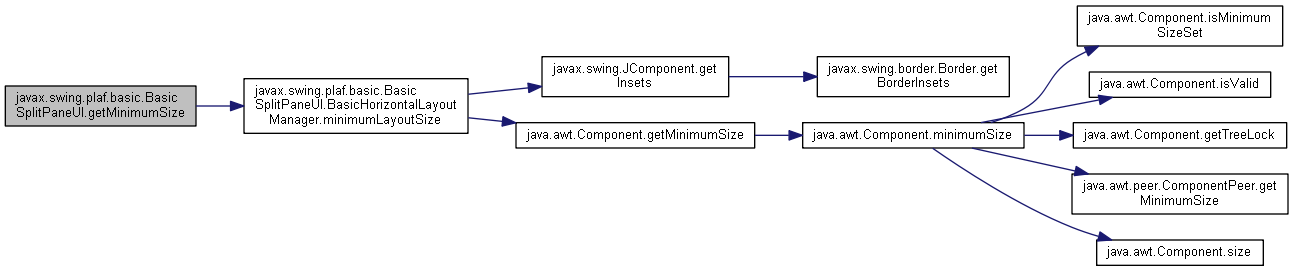 javax.swing.plaf.basic.Basic
SplitPaneUI.getMinimumSize
javax.swing.plaf.basic.Basic
SplitPaneUI.BasicHorizontalLayout
Manager.minimumLayoutSize
javax.swing.JComponent.get
Insets
javax.swing.border.Border.get
BorderInsets
java.awt.Component.getMinimumSize
java.awt.Component.minimumSize
java.awt.Component.isMinimum
SizeSet
java.awt.Component.isValid
java.awt.Component.getTreeLock
java.awt.peer.ComponentPeer.get
MinimumSize
java.awt.Component.size